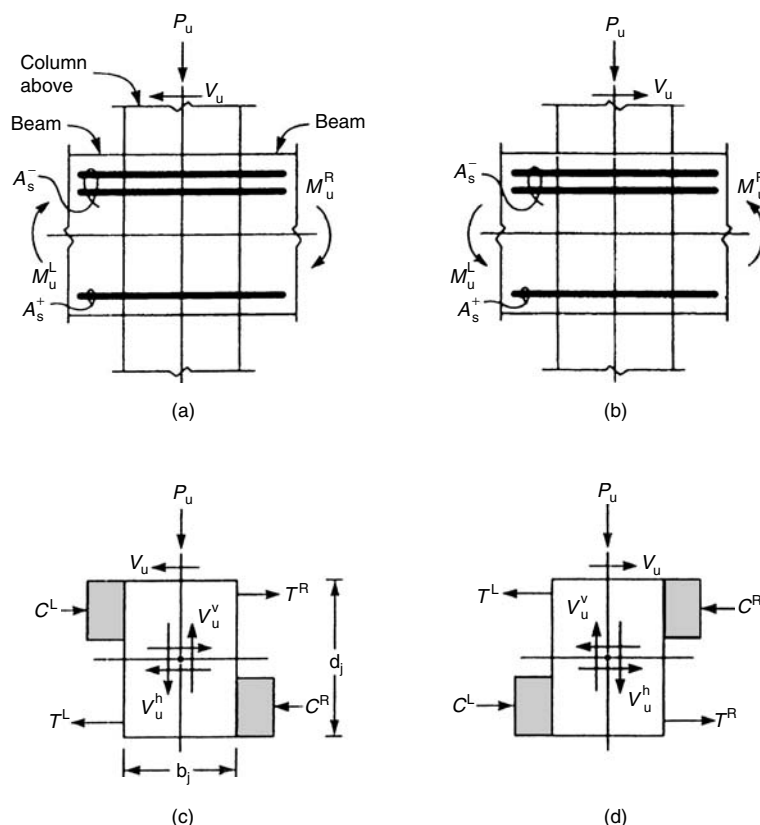 P_u
P_u
Column above
V_u
V_u
Beam
Beam
A_s^-
M_u^R
A_s^-
M_u^R
M_u^L
M_u^L
A_s^+
A_s^+
(a)
(b)
P_u
P_u
V_u
V_u
T^R
T^L
C^L
V_u^v
V_u^v
C^R
d_j
V_u^h
V_u^h
T^L
C^R
C^L
T^R
b_j
(c)
(d)